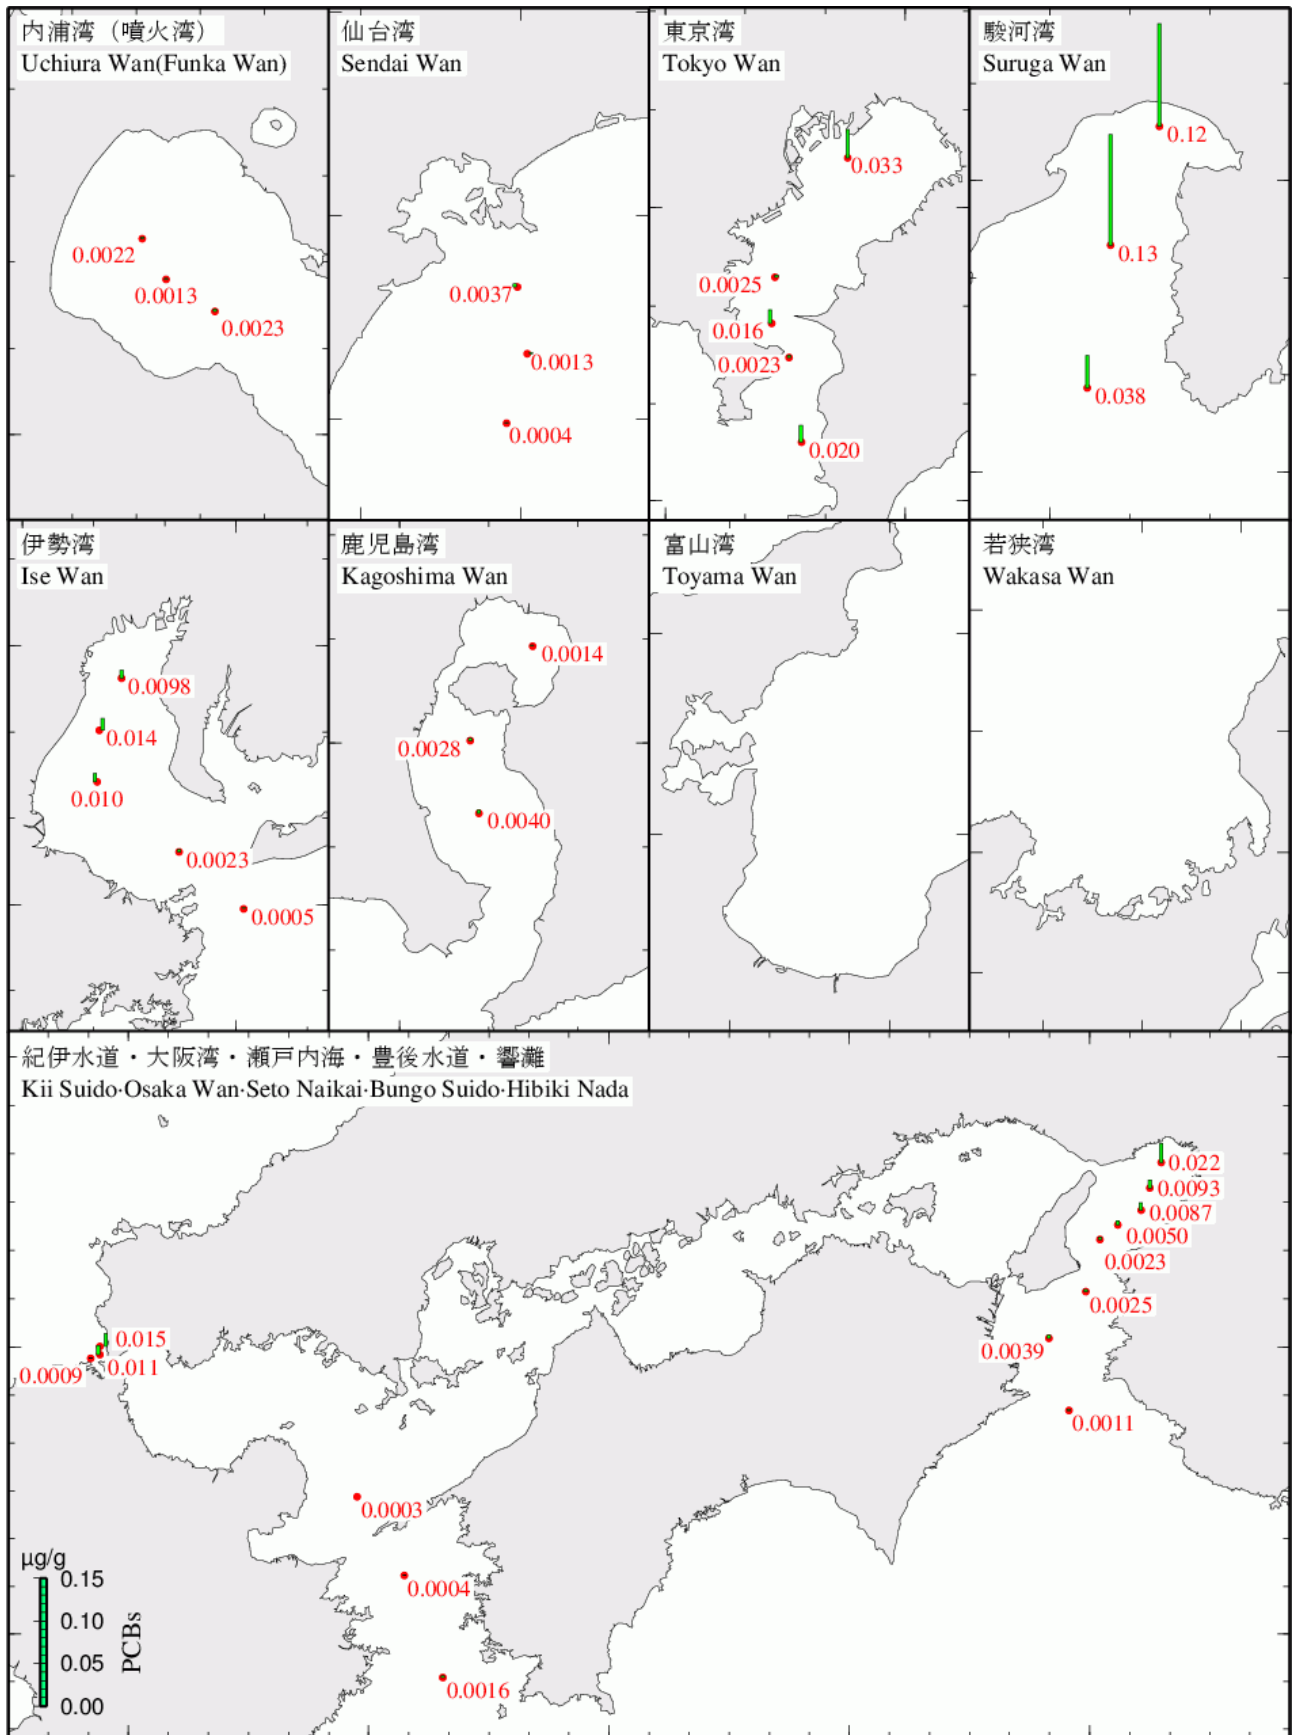 内浦湾（噴火湾）
Uchiura Wan(Funka Wan)
0.0022
0.0013
0.0023
仙台湾
Sendai Wan
0.0037
0.0013
0.0004
東京湾
Tokyo Wan
0.033
0.0025
0.016
0.0023
0.020
駿河湾
Suruga Wan
0.12
0.13
0.038
伊勢湾
Ise Wan
0.0098
0.014
0.010
0.0023
0.0005
鹿児島湾
Kagoshima Wan
0.0014
0.0028
0.0040
富山湾
Toyama Wan
若狭湾
Wakasa Wan
紀伊水道・大阪湾・瀬戸内海・豊後水道・響灘
Kii Suido·Osaka Wan·Seto Naikai·Bungo Suido·Hibiki Nada
0.022
0.0093
0.0087
0.0050
0.0023
0.0025
0.0039
0.0011
0.015
0.011
0.0009
0.0003
0.0004
0.0016
µg/g
0.15
0.10
0.05
0.00
PCBs